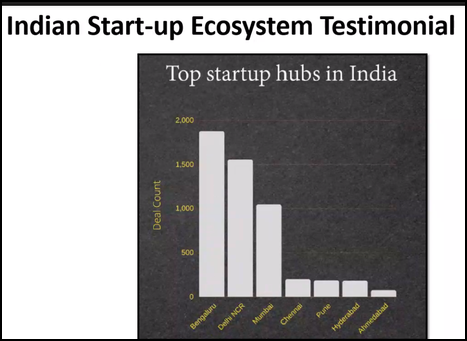 Indian Start-up Ecosystem Testimonial
Top startup hubs in India
2,000
1,500
1,000
500
0
Deal Count
Bengaluru
Delhi NCR
Mumbai
Chennai
Pune
Hyderabad
Ahmedabad